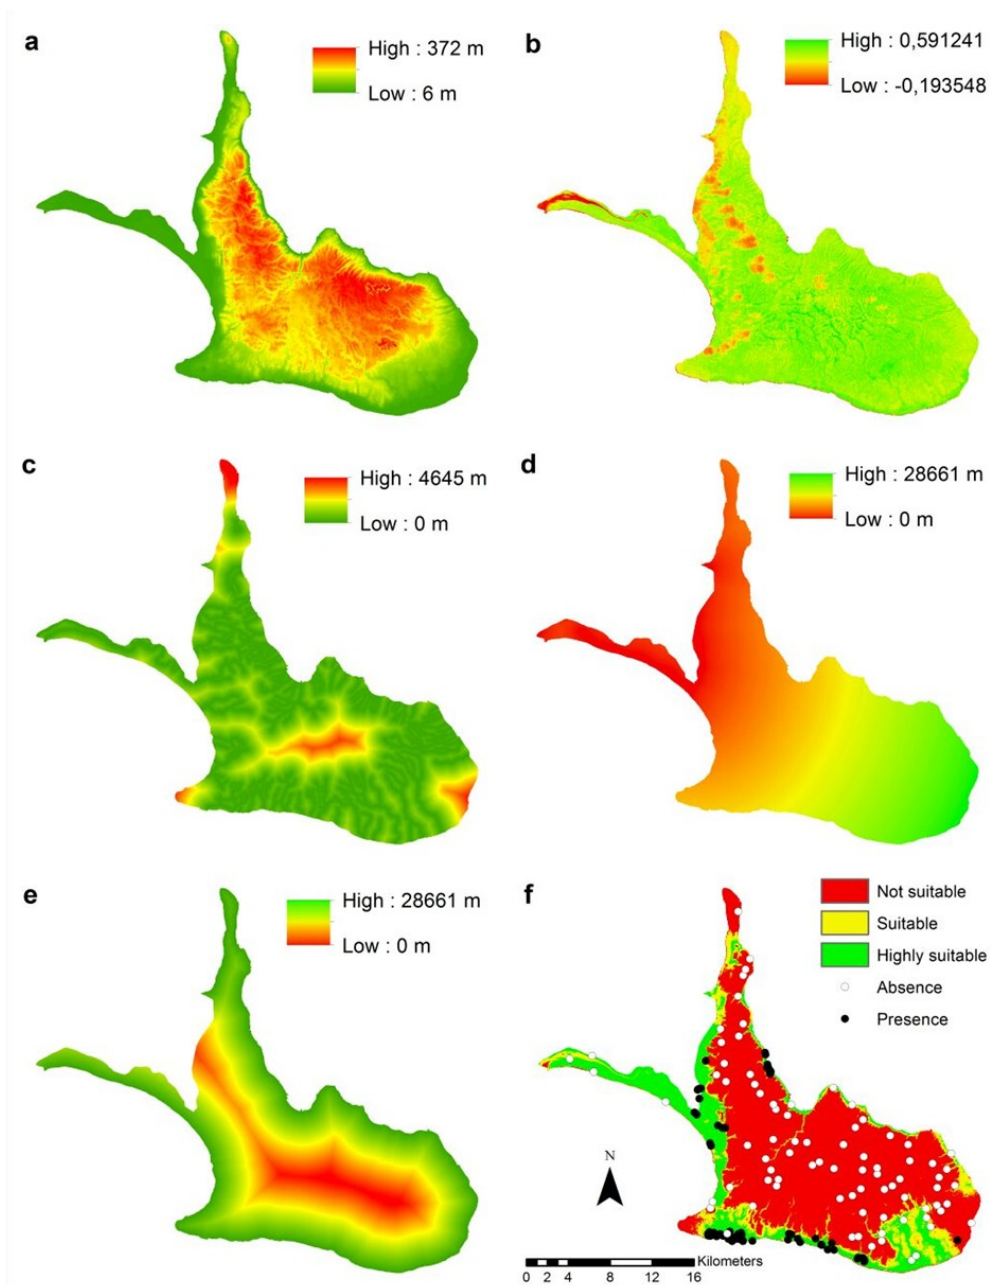 a
High : 372 m
Low : 6 m
b
High : 0,591241
Low : -0,193548
c
High : 4645 m
Low : 0 m
d
High : 28661 m
Low : 0 m
e
High : 28661 m
Low : 0 m
f
Not suitable
Suitable
Highly suitable
Absence
Presence
N
Kilometers
0 2 4 8 12 16